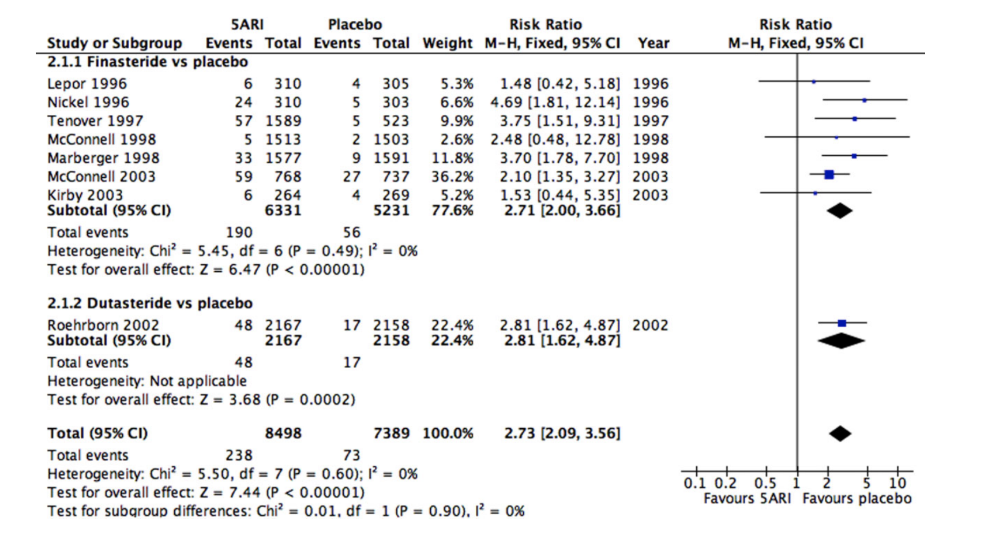 5ARI Placebo Risk Ratio Risk Ratio
Study or Subgroup Events Total Events Total Weight M-H, Fixed, 95% CI Year M-H, Fixed, 95% CI
2.1.1 Finasteride vs placebo
Lepor 1996 6 310 4 305 5.3% 1.48 [0.42, 5.18] 1996
Nickel 1996 24 310 5 303 6.6% 4.69 [1.81, 12.14] 1996
Tenover 1997 57 1589 5 523 9.9% 3.75 [1.51, 9.31] 1997
McConnell 1998 5 1513 2 1503 2.6% 2.48 [0.48, 12.78] 1998
Marberger 1998 33 1577 9 1591 11.8% 3.70 [1.78, 7.70] 1998
McConnell 2003 59 768 27 737 36.2% 2.10 [1.35, 3.27] 2003
Kirby 2003 6 264 4 269 5.2% 1.53 [0.44, 5.35] 2003
Subtotal (95% CI) 6331 5231 77.6% 2.71 [2.00, 3.66]
Total events 190 56
Heterogeneity: Chi² = 5.45, df = 6 (P = 0.49); I² = 0%
Test for overall effect: Z = 6.47 (P < 0.00001)
2.1.2 Dutasteride vs placebo
Roehrborn 2002 48 2167 17 2158 22.4% 2.81 [1.62, 4.87] 2002
Subtotal (95% CI) 2167 2158 22.4% 2.81 [1.62, 4.87]
Total events 48 17
Heterogeneity: Not applicable
Test for overall effect: Z = 3.68 (P = 0.0002)
Total (95% CI) 8498 7389 100.0% 2.73 [2.09, 3.56]
Total events 238 73
Heterogeneity: Chi² = 5.50, df = 7 (P = 0.60); I² = 0%
Test for overall effect: Z = 7.44 (P < 0.00001)
Test for subgroup differences: Chi² = 0.01, df = 1 (P = 0.90), I² = 0%
0.1 0.2 0.5 1 2 5 10
Favours 5ARI Favours placebo